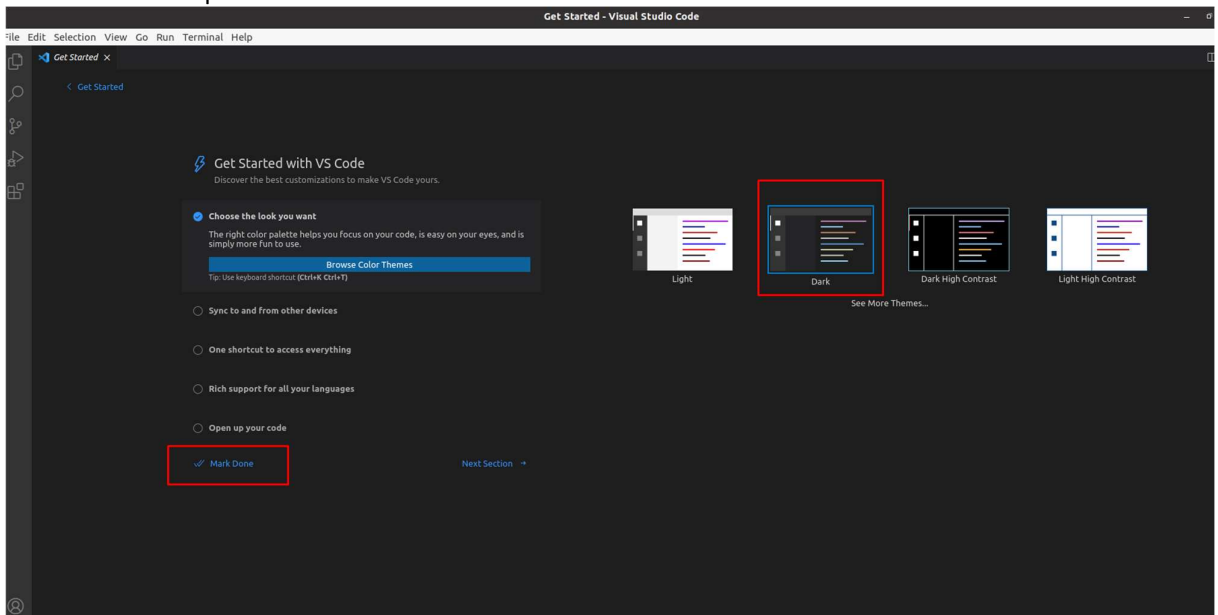 Get Started - Visual Studio Code
File Edit Selection View Go Run Terminal Help
Get Started
Get Started
Get Started with VS Code
Discover the best customizations to make VS Code yours.
Choose the look you want
The right color palette helps you focus on your code, is easy on your eyes, and is
simply more fun to use.
Browse Color Themes
Tip: Use keyboard shortcut (Ctrl+K Ctrl+T)
Sync to and from other devices
One shortcut to access everything
Rich support for all your languages
Open up your code
Mark Done
Next Section
Light
Dark
Dark High Contrast
Light High Contrast
See More Themes...